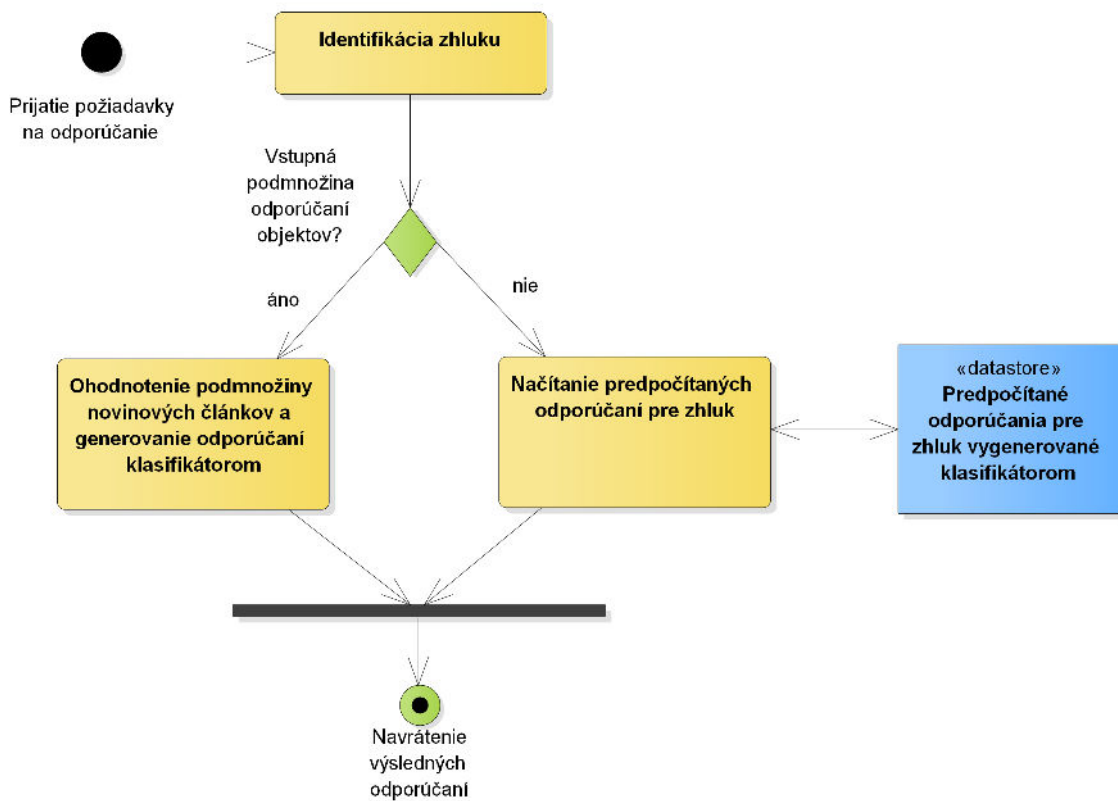 Identifikácia zhluku
Prijatie požiadavky
na odporúčanie
Vstupná
podmnožina
odporúčaní
objektov?
áno
nie
Ohodnotenie podmnožiny
novinových článkov a
generovanie odporúčaní
klasifikátorom
Načítanie predpočítaných
odporúčaní pre zhluk
«datastore»
Predpočítané
odporúčania pre
zhluk vygenerované
klasifikátorom
Navrátenie
výsledných
odporúčaní